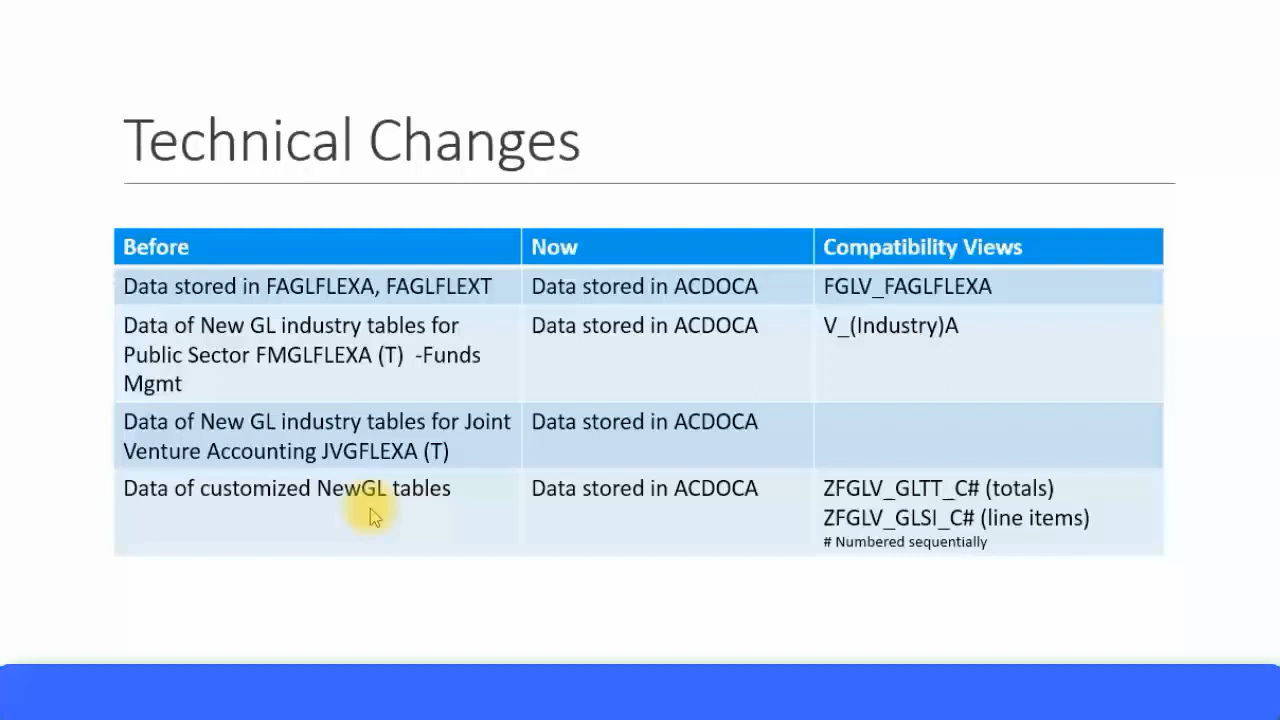 Technical Changes
Before Now Compatibility Views
Data stored in FAGLFLEXA, FAGLFLEXT Data stored in ACDOCA FGLV_FAGLFLEXA
Data of New GL industry tables for Data stored in ACDOCA V_(Industry)A
Public Sector FMGLFLEXA (T) -Funds
Mgmt
Data of New GL industry tables for Joint Data stored in ACDOCA
Venture Accounting JVGFLEXA (T)
Data of customized NewGL tables Data stored in ACDOCA ZFGLV_GLTT_C# (totals)
ZFGLV_GLSI_C# (line items)
# Numbered sequentially